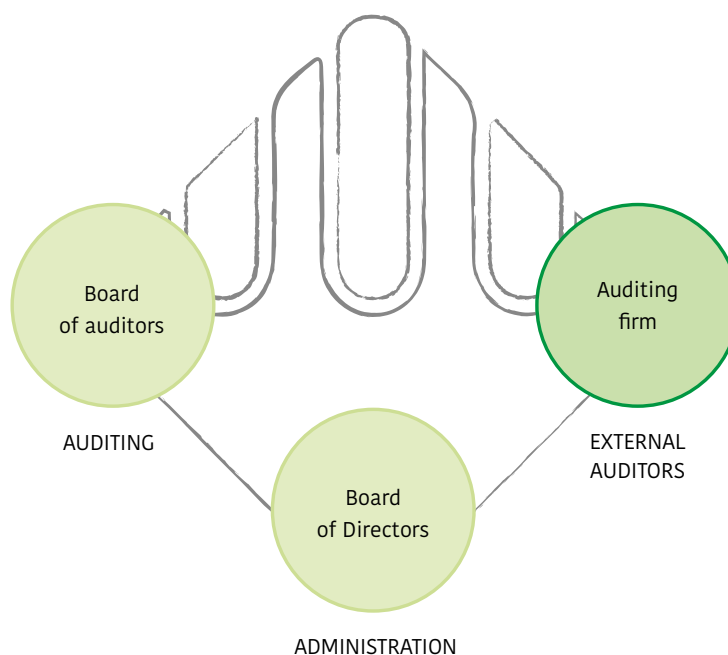 Board
of auditors
AUDITING
Auditing
firm
EXTERNAL
AUDITORS
Board
of Directors
ADMINISTRATION